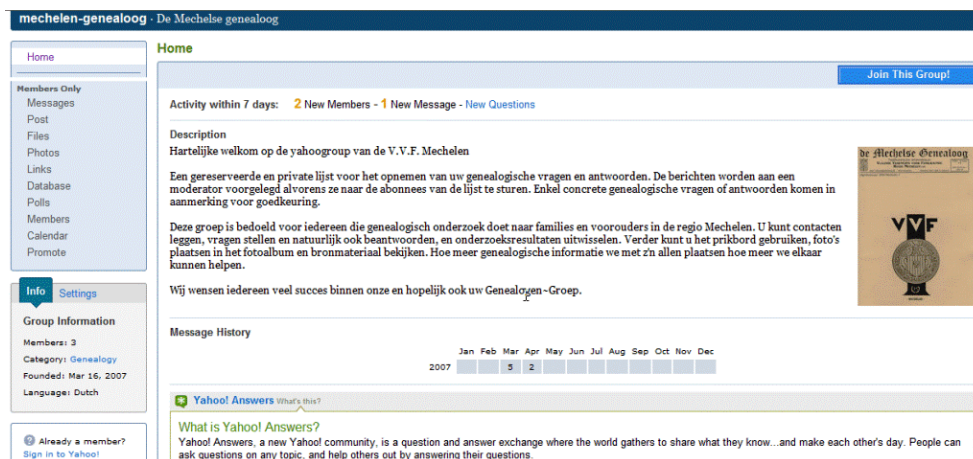 mechelen-genealoog · De Mechelse genealoog
Home
Members Only
Messages
Post
Files
Photos
Links
Database
Polls
Members
Calendar
Promote
Info Settings
Group Information
Members: 3
Category: Genealogy
Founded: Mar 16, 2007
Language: Dutch
Already a member?
Sign in to Yahoo!
Home
Join This Group!
Activity within 7 days: 2 New Members - 1 New Message - New Questions
Description
Hartelijke welkom op de yahoogroup van de V.V.F. Mechelen
Een gereserveerde en private lijst voor het opnemen van uw genealogische vragen en antwoorden. De berichten worden aan een
moderator voorgelegd alvorens ze naar de abonnees van de lijst te sturen. Enkel concrete genealogische vragen of antwoorden komen in
aanmerking voor goedkeuring.
Deze groep is bedoeld voor iedereen die genealogisch onderzoek doet naar families en voorouders in de regio Mechelen. U kunt contacten
leggen, vragen stellen en natuurlijk ook beantwoorden, en onderzoeksresultaten uitwisselen. Verder kunt u het prikbord gebruiken, foto's
plaatsen in het fotoalbum en bronmateriaal bekijken. Hoe meer genealogische informatie we met z'n allen plaatsen hoe meer we elkaar
kunnen helpen.
Wij wensen iedereen veel succes binnen onze en hopelijk ook uw Genealogen~Groep.
de Mechelse Genealoog
VVF
Message History
Jan Feb Mar Apr May Jun Jul Aug Sep Oct Nov Dec
2007 5 2
Yahoo! Answers What's this?
What is Yahoo! Answers?
Yahoo! Answers, a new Yahoo! community, is a question and answer exchange where the world gathers to share what they know...and make each other's day. People can
ask questions on any topic, and help others out by answering their questions.